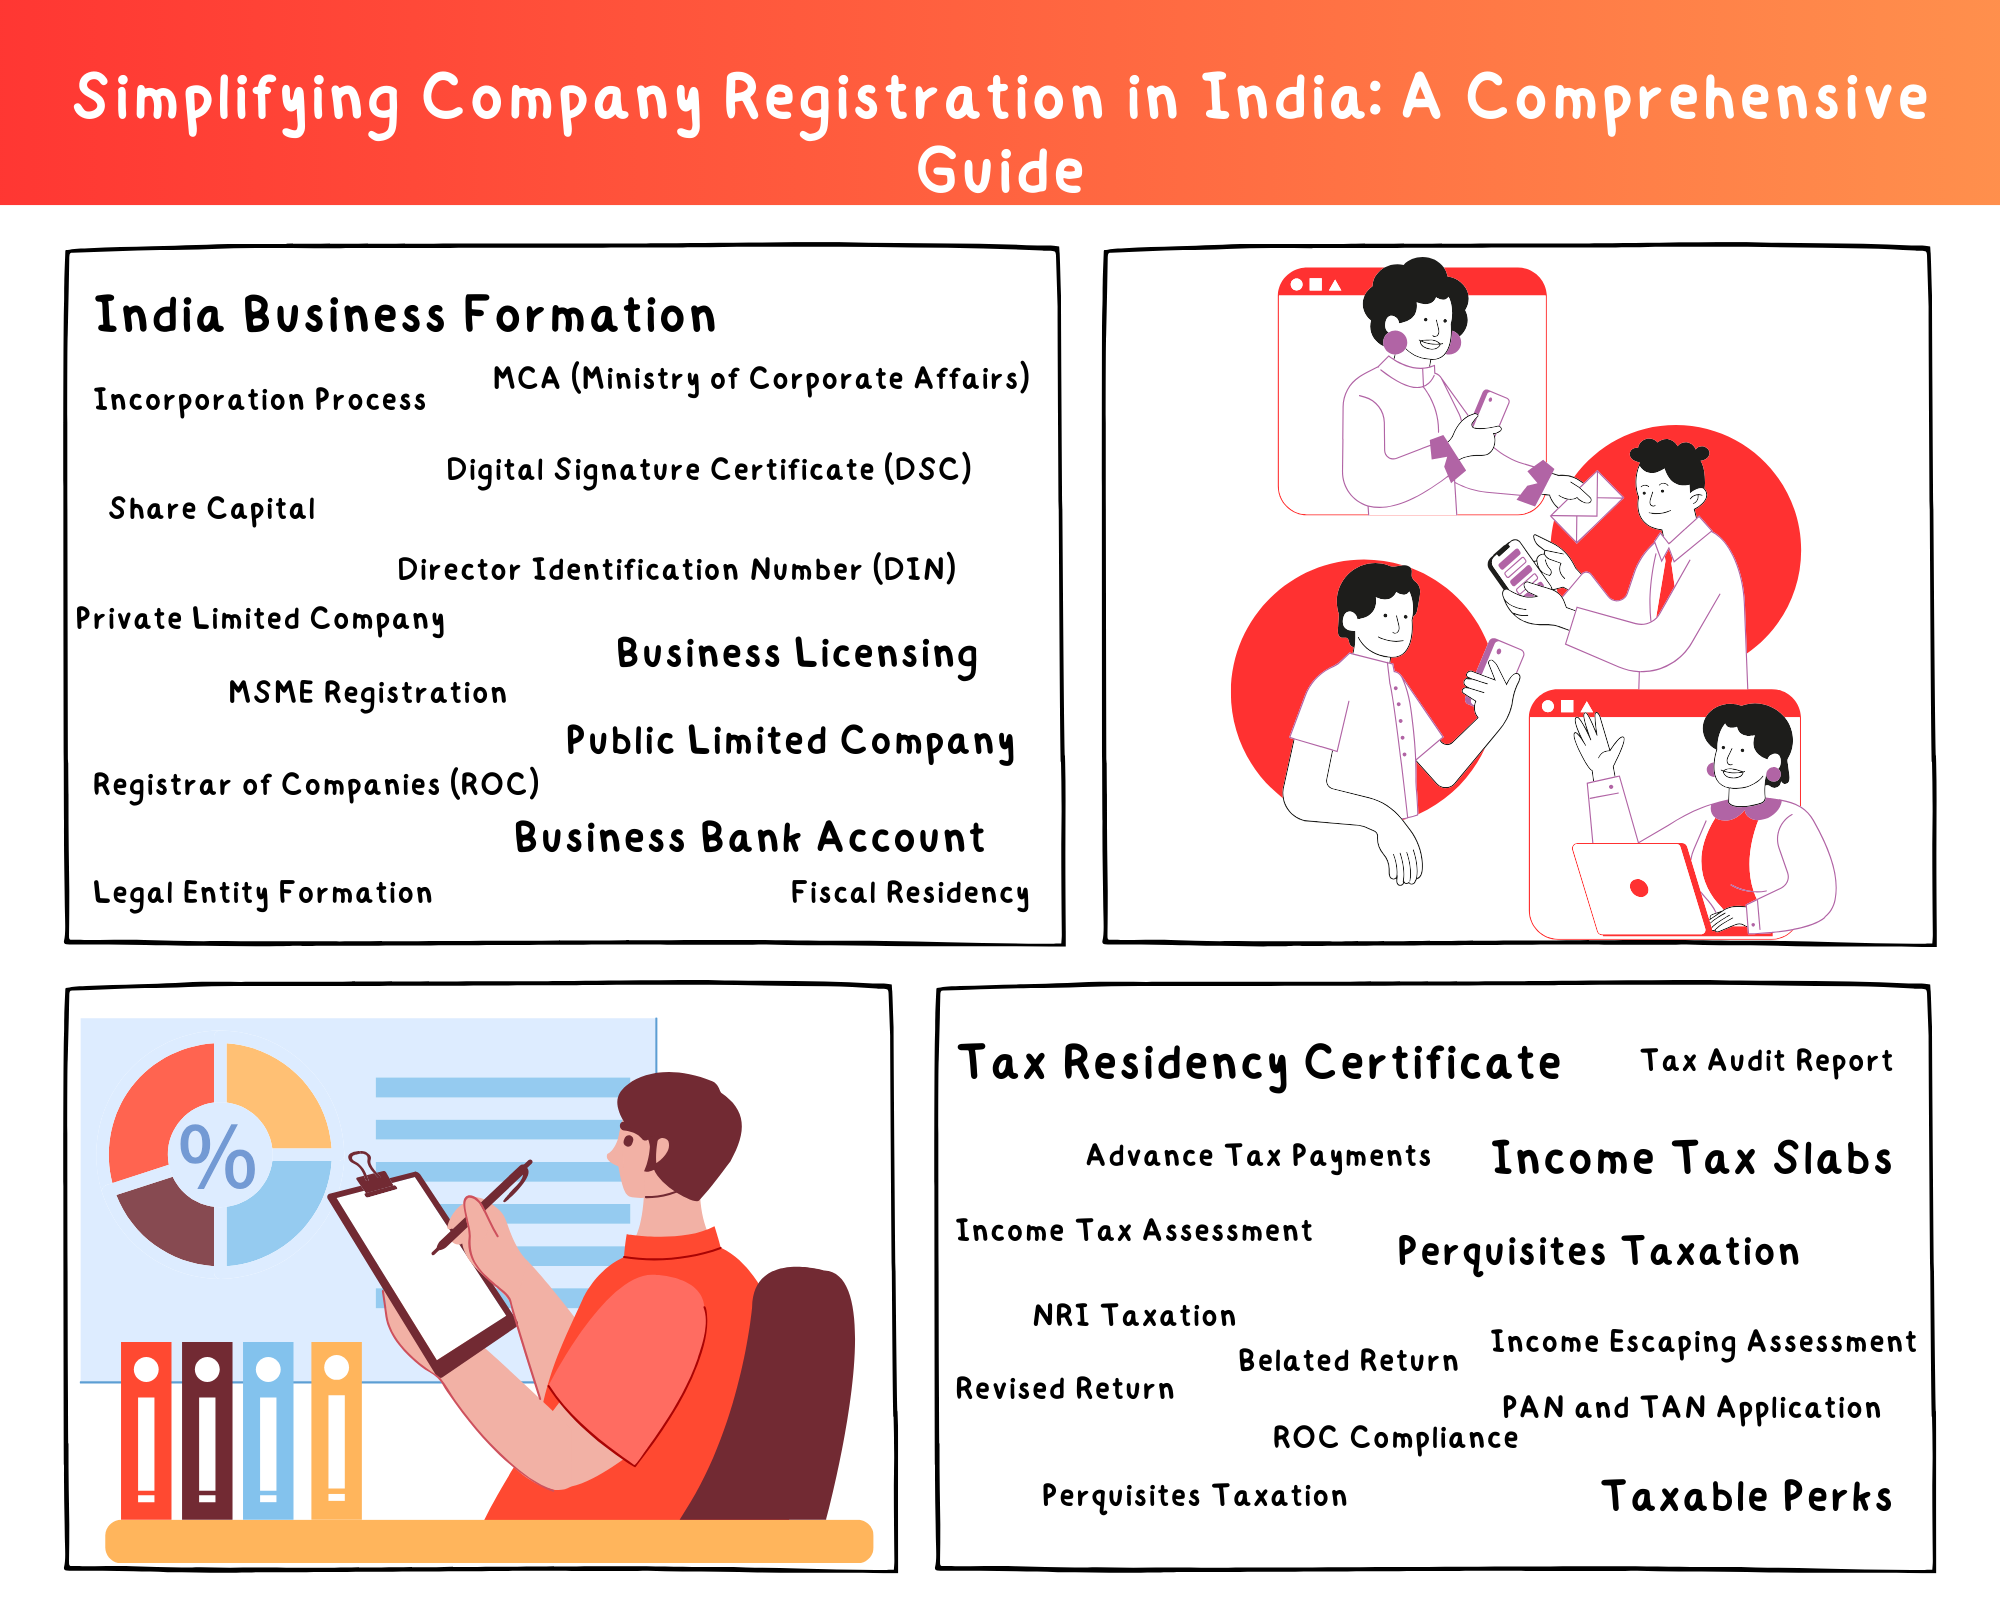 Simplifying Company Registration in India: A Comprehensive
Guide
India Business Formation
MCA (Ministry of Corporate Affairs)
Incorporation Process
Digital Signature Certificate (DSC)
Share Capital
Director Identification Number (DIN)
Private Limited Company
Business Licensing
MSME Registration
Public Limited Company
Registrar of Companies (ROC)
Business Bank Account
Legal Entity Formation
Fiscal Residency
%
Tax Residency Certificate
Tax Audit Report
Advance Tax Payments
Income Tax Slabs
Income Tax Assessment
Perquisites Taxation
NRI Taxation
Income Escaping Assessment
Belated Return
Revised Return
PAN and TAN Application
ROC Compliance
Perquisites Taxation
Taxable Perks